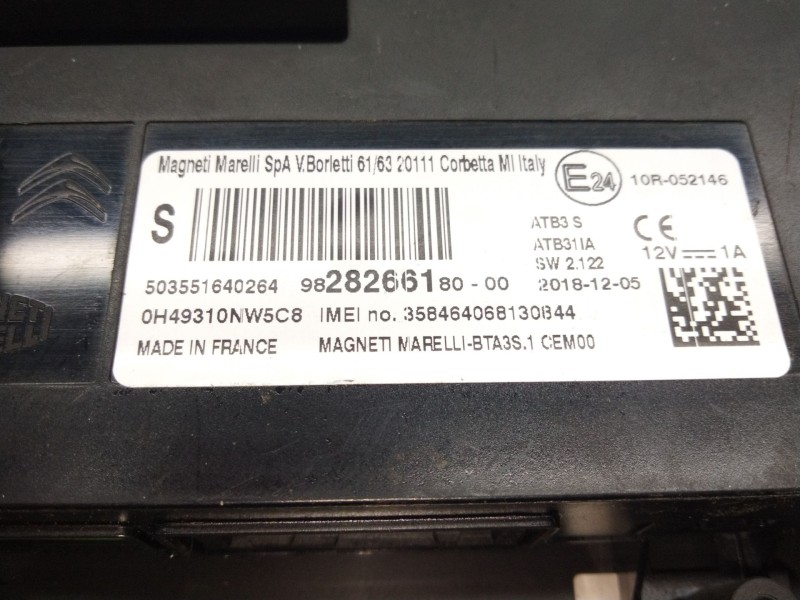 Magneti Marelli SpA V.Borletti 61/63 20111 Corbetta MI Italy
E24
10R-052146
S
ATB3 S
ATB31IA
SW 2.122
CE
12V 1A
503551640264
9828266180-00
2018-12-05
0H49310NW5C8
IMEI no. 358464068130844
MADE IN FRANCE
MAGNETI MARELLI-BTA3S.1 CEM00